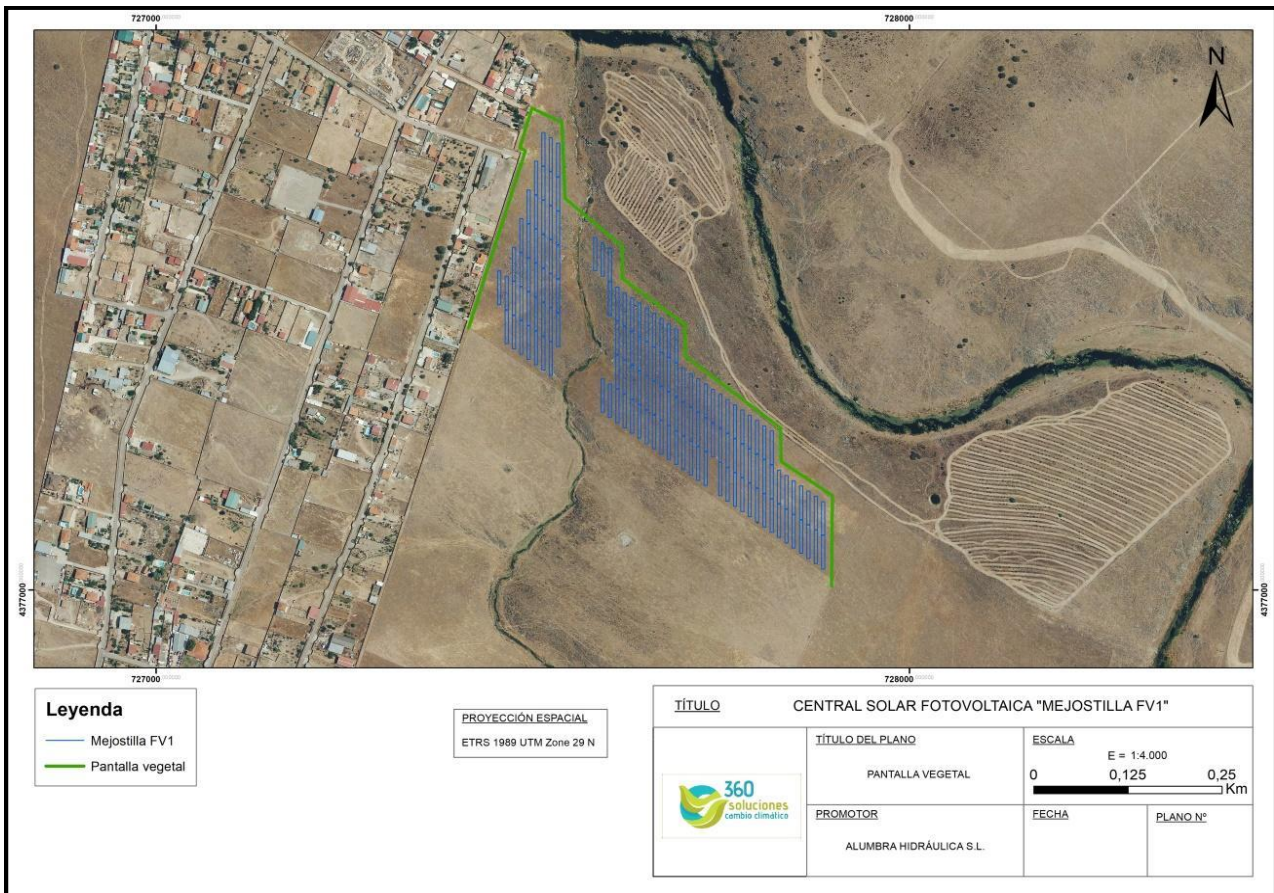 727000
728000
N
4377000
4377000
727000
728000
Leyenda
Mejostilla FV1
Pantalla vegetal
PROYECCIÓN ESPACIAL
ETRS 1989 UTM Zone 29 N
TÍTULO
CENTRAL SOLAR FOTOVOLTAICA "MEJOSTILLA FV1"
TÍTULO DEL PLANO
PANTALLA VEGETAL
ESCALA
E = 1:4.000
0 0,125 0,25
Km
360
soluciones
cambio climático
PROMOTOR
ALUMBRA HIDRÁULICA S.L.
FECHA
PLANO Nº